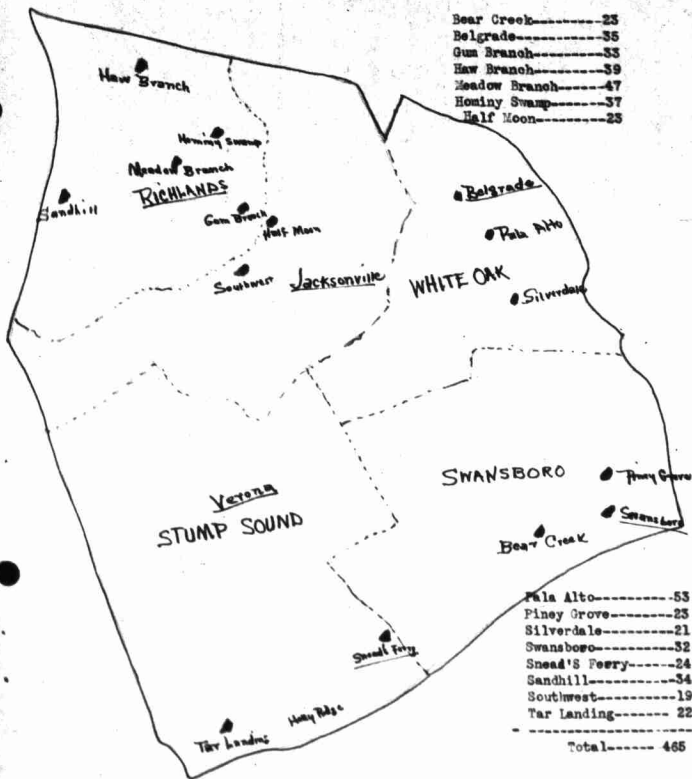 Bear Creek--------23
Belgrade----------35
Gum Branch--------33
Haw Branch--------39
Meadow Branch-----47
Hominy Swamp------37
Half Moon--------23
Haw Branch
Hominy Swamp
Meadow Branch
RICHLANDS
Sandhill
Gum Branch
Half Moon
Southwest
Jacksonville
Belgrade
Pala Alto
WHITE OAK
Silverdale
SWANSBORO
Piney Grove
Swansboro
Bear Creek
Verona
STUMP SOUND
Sneads Ferry
Holly Ridge
Tar Landing
Pala Alto---------53
Piney Grove-------23
Silverdale--------21
Swansboro---------32
Snead'S Ferry-----24
Sandhill----------34
Southwest---------19
Tar Landing------- 22
Total------ 465